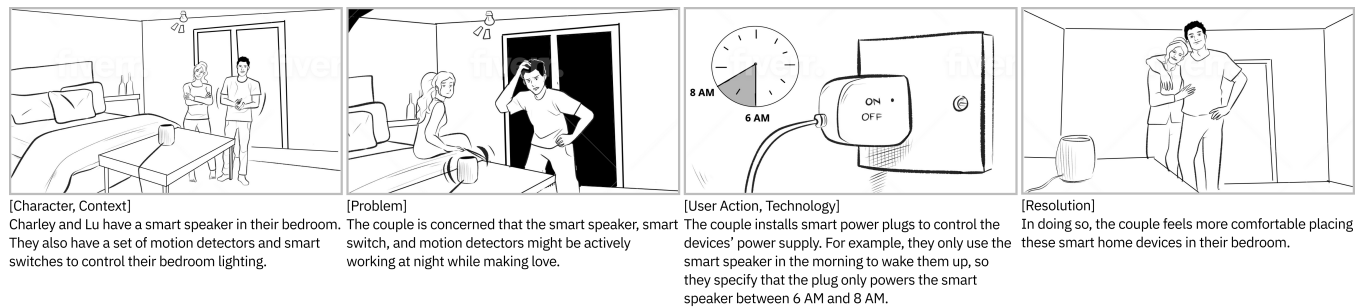 8 AM
6 AM
ON
OFF
[Character, Context]
Charley and Lu have a smart speaker in their bedroom.
They also have a set of motion detectors and smart
switches to control their bedroom lighting.
[Problem]
The couple is concerned that the smart speaker, smart
switch, and motion detectors might be actively
working at night while making love.
[User Action, Technology]
The couple installs smart power plugs to control the
devices’ power supply. For example, they only use the
smart speaker in the morning to wake them up, so
they specify that the plug only powers the smart
speaker between 6 AM and 8 AM.
[Resolution]
In doing so, the couple feels more comfortable placing
these smart home devices in their bedroom.